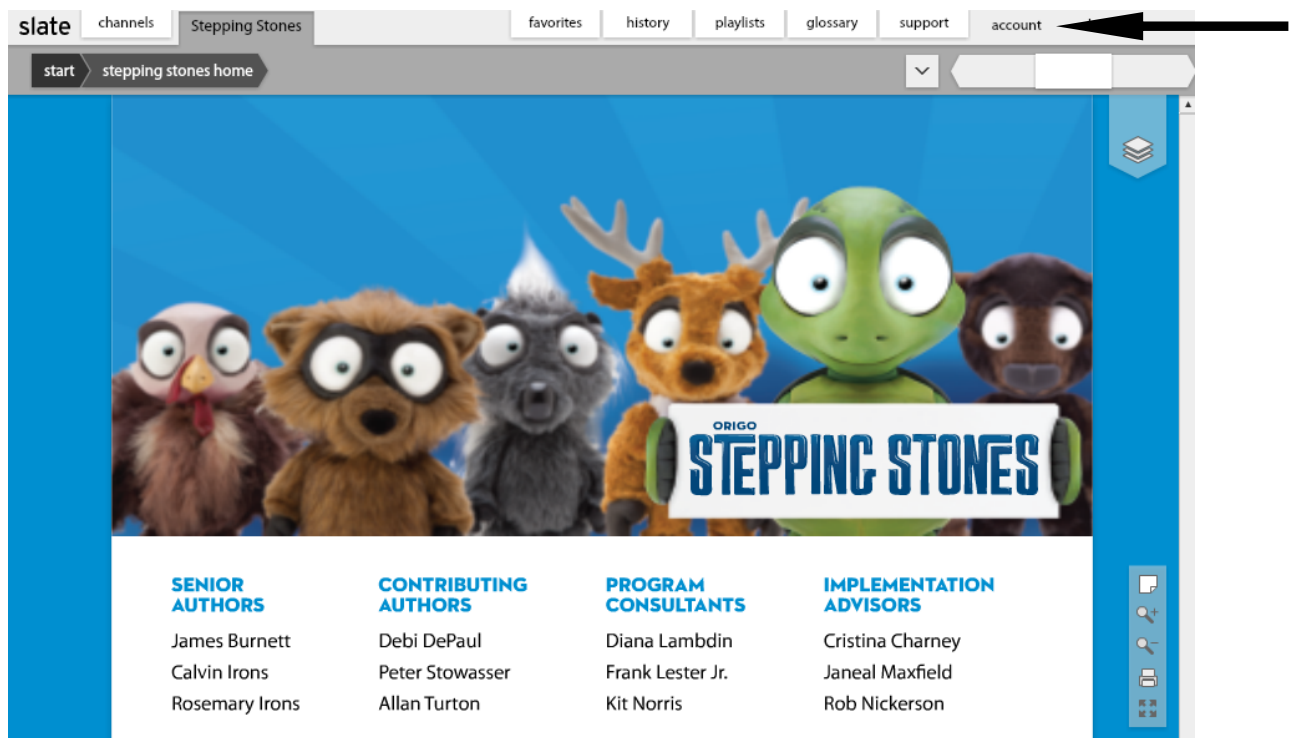 slate channels Stepping Stones favorites history playlists glossary support account
start stepping stones home
ORIGO
STEPPING STONES
SENIOR AUTHORS
James Burnett
Calvin Irons
Rosemary Irons
CONTRIBUTING AUTHORS
Debi DePaul
Peter Stowasser
Allan Turton
PROGRAM CONSULTANTS
Diana Lambdin
Frank Lester Jr.
Kit Norris
IMPLEMENTATION ADVISORS
Cristina Charney
Janeal Maxfield
Rob Nickerson